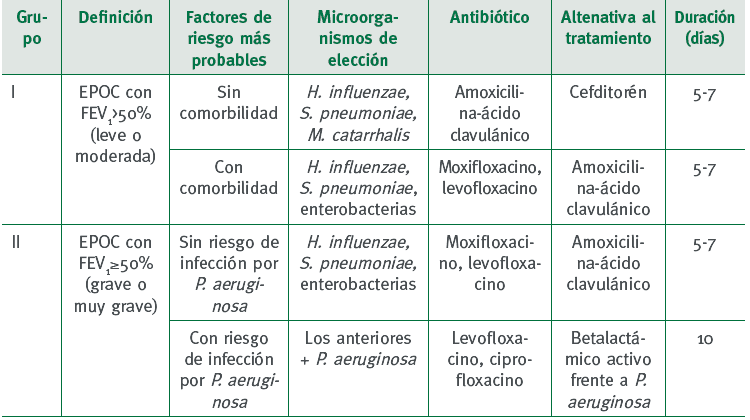 Gru-
po
Definición
Factores de
riesgo más
probables
Microorga-
nismos de
elección
Antibiótico
Altenativa al
tratamiento
Duración
(días)
I
EPOC con
FEV1>50%
(leve o
moderada)
Sin
comorbilidad
H. influenzae,
S. pneumoniae,
M. catarrhalis
Amoxicili-
na-ácido
clavulánico
Cefditorén
5-7
Con
comorbilidad
H. influenzae,
S. pneumoniae,
enterobacterias
Moxifloxacino,
levofloxacino
Amoxicili-
na-ácido
clavulánico
5-7
II
EPOC con
FEV1≥50%
(grave o
muy grave)
Sin riesgo de
infección por
P. aerugi-
nosa
H. influenzae,
S. pneumoniae,
enterobacterias
Moxifloxaci-
no, levofloxa-
cino
Amoxicili-
na-ácido
clavulánico
5-7
Con riesgo
de infección
por P. aerugi-
nosa
Los anteriores
+ P. aeruginosa
Levofloxa-
cino, cipro-
floxacino
Betalactá-
mico activo
frente a P.
aeruginosa
10